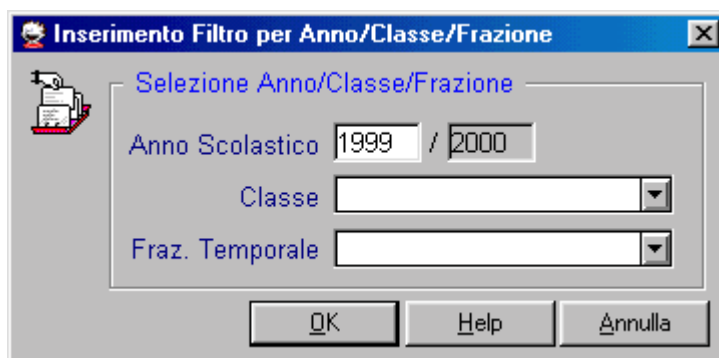 Inserimento Filtro per Anno/Classe/Frazione
Selezione Anno/Classe/Frazione
Anno Scolastico 1999 / 2000
Classe
Fraz. Temporale
OK Help Annulla